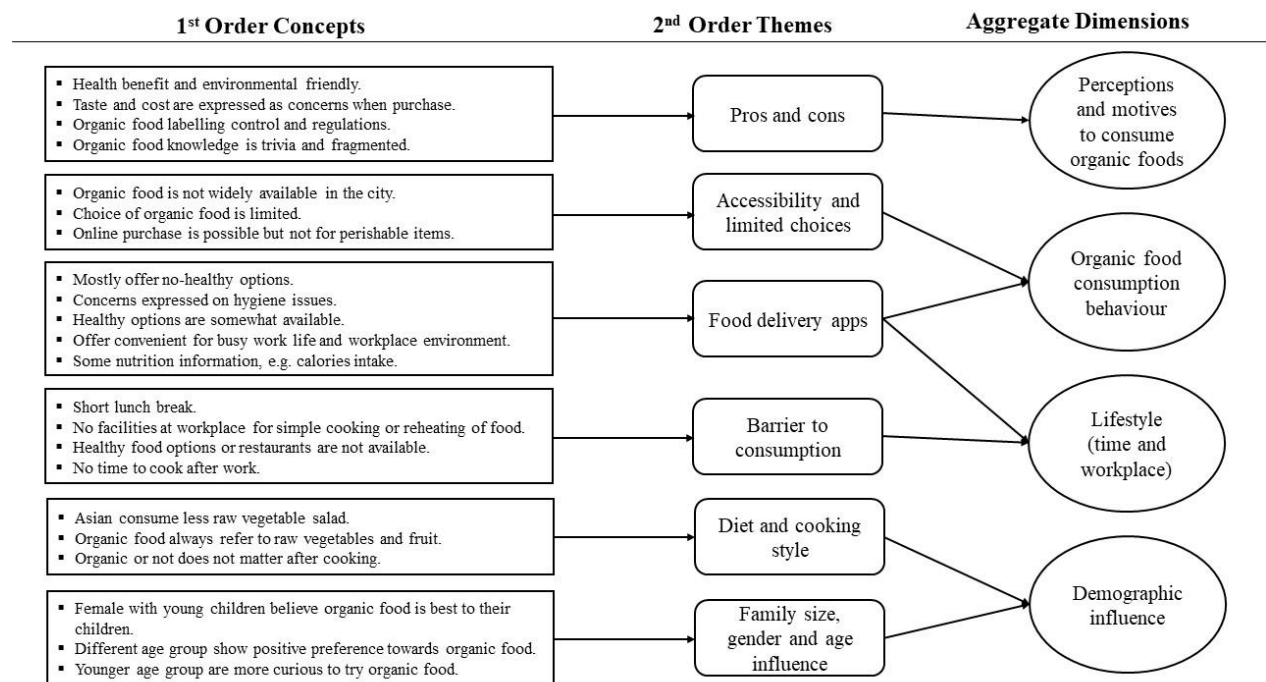 1st Order Concepts
2nd Order Themes
Aggregate Dimensions
▪ Health benefit and environmental friendly.
▪ Taste and cost are expressed as concerns when purchase.
▪ Organic food labelling control and regulations.
▪ Organic food knowledge is trivia and fragmented.
Pros and cons
Perceptions
and motives
to consume
organic foods
▪ Organic food is not widely available in the city.
▪ Choice of organic food is limited.
▪ Online purchase is possible but not for perishable items.
Accessibility and
limited choices
Organic food
consumption
behaviour
▪ Mostly offer no-healthy options.
▪ Concerns expressed on hygiene issues.
▪ Healthy options are somewhat available.
▪ Offer convenient for busy work life and workplace environment.
▪ Some nutrition information, e.g. calories intake.
Food delivery apps
▪ Short lunch break.
▪ No facilities at workplace for simple cooking or reheating of food.
▪ Healthy food options or restaurants are not available.
▪ No time to cook after work.
Barrier to
consumption
Lifestyle
(time and
workplace)
▪ Asian consume less raw vegetable salad.
▪ Organic food always refer to raw vegetables and fruit.
▪ Organic or not does not matter after cooking.
Diet and cooking
style
Demographic
influence
▪ Female with young children believe organic food is best to their
children.
▪ Different age group show positive preference towards organic food.
▪ Younger age group are more curious to try organic food.
Family size,
gender and age
influence